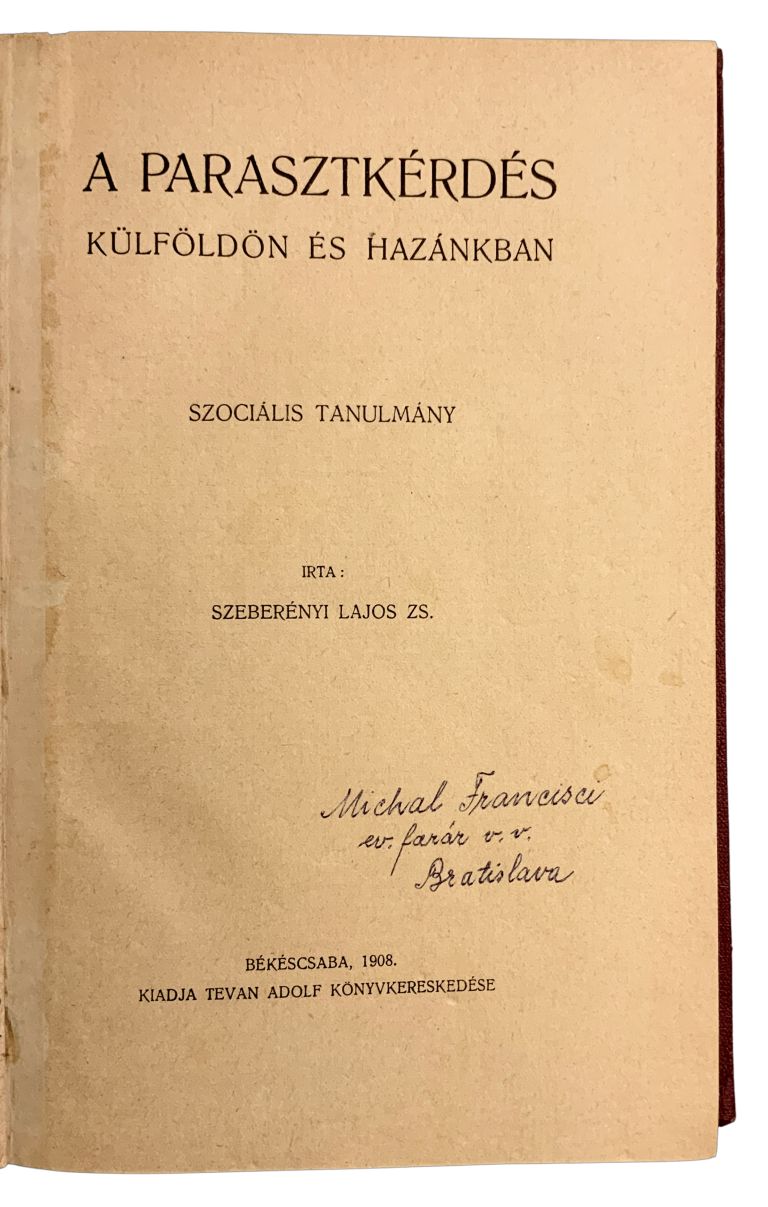 A PARASZTKÉRDÉS
KÜLFÖLDÖN ÉS HAZÁNKBAN
SZOCIÁLIS TANULMÁNY
IRTA:
SZEBERÉNYI LAJOS ZS.
Michal Francisci
ev. farár v. v.
Bratislava
BÉKÉSCSABA, 1908.
KIADJA TEVAN ADOLF KÖNYVKERESKEDÉSE